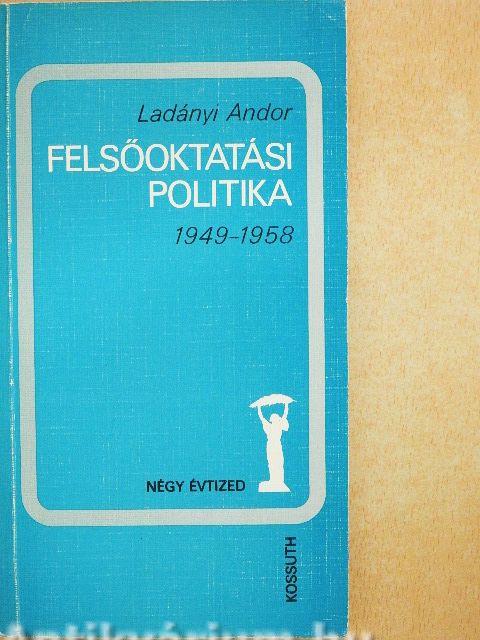 Ladányi Andor
FELSŐOKTATÁSI
POLITIKA
1949-1958
NÉGY ÉVTIZED
KOSSUTH